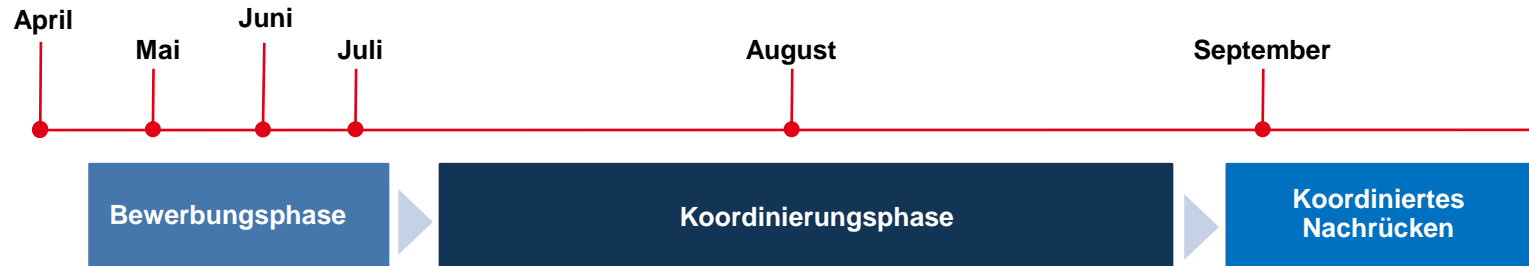 April
Mai
Juni
Juli
August
September
Bewerbungsphase
Koordinierungsphase
Koordiniertes
Nachrücken